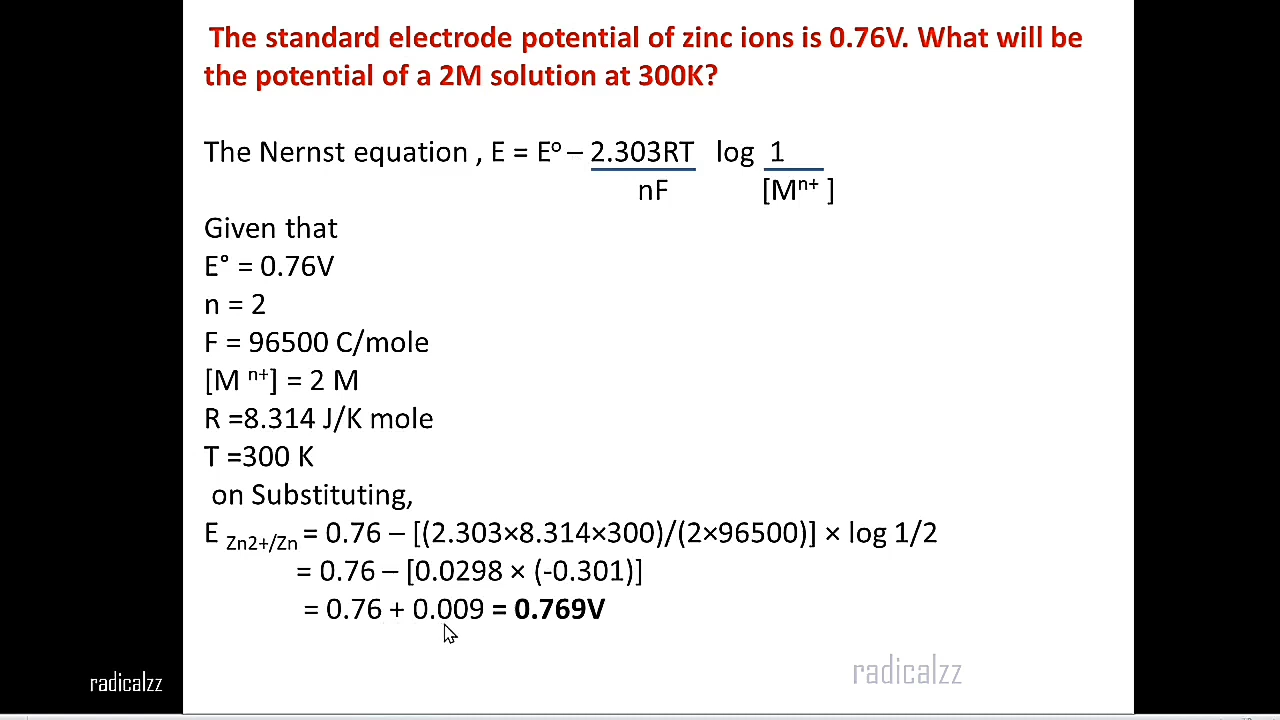 The standard electrode potential of zinc ions is 0.76V. What will be
the potential of a 2M solution at 300K?
The Nernst equation , E = Eᵒ – 2.303RT log 1
nF [Mⁿ⁺ ]
Given that
E° = 0.76V
n = 2
F = 96500 C/mole
[M ⁿ⁺] = 2 M
R =8.314 J/K mole
T =300 K
on Substituting,
E Zn2+/Zn = 0.76 – [(2.303×8.314×300)/(2×96500)] × log 1/2
= 0.76 – [0.0298 × (-0.301)]
= 0.76 + 0.009 = 0.769V
radicalzz
radicalzz